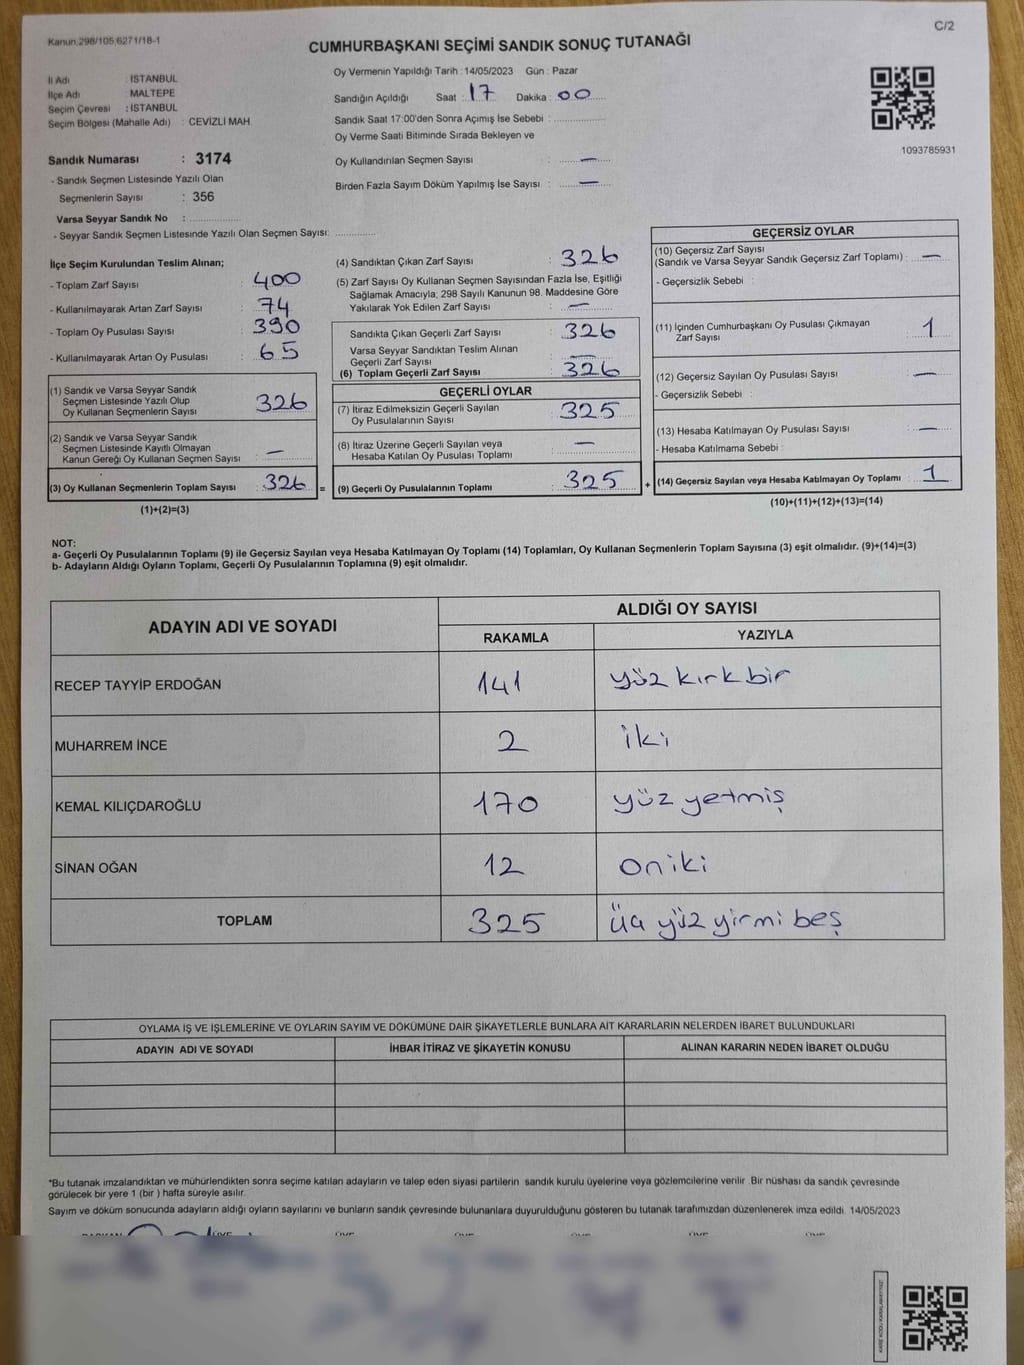 Kanun:298/105;6271/18-1
C/2
CUMHURBAŞKANI SEÇİMİ SANDIK SONUÇ TUTANAĞI
İl Adı : İSTANBUL
İlçe Adı : MALTEPE
Seçim Çevresi : İSTANBUL
Seçim Bölgesi (Mahalle Adı) : CEVİZLİ MAH.
Oy Vermenin Yapıldığı Tarih : 14/05/2023 Gün : Pazar
Sandığın Açıldığı Saat : 17 Dakika : 00
Sandık Saat 17:00'den Sonra Açımış İse Sebebi :
Oy Verme Saati Bitiminde Sırada Bekleyen ve
Oy Kullandırılan Seçmen Sayısı : —
Birden Fazla Sayım Döküm Yapılmış İse Sayısı : —
1093785931
Sandık Numarası : 3174
- Sandık Seçmen Listesinde Yazılı Olan
Seçmenlerin Sayısı : 356
Varsa Seyyar Sandık No :
- Seyyar Sandık Seçmen Listesinde Yazılı Olan Seçmen Sayısı:
İlçe Seçim Kurulundan Teslim Alınan;
- Toplam Zarf Sayısı : 400
- Kullanılmayarak Artan Zarf Sayısı : 74
- Toplam Oy Pusulası Sayısı : 390
- Kullanılmayarak Artan Oy Pusulası : 65
(1) Sandık ve Varsa Seyyar Sandık
Seçmen Listesinde Yazılı Olup
Oy Kullanan Seçmenlerin Sayısı : 326
(2) Sandık ve Varsa Seyyar Sandık
Seçmen Listesinde Kayıtlı Olmayan
Kanun Gereği Oy Kullanan Seçmen Sayısı : —
(3) Oy Kullanan Seçmenlerin Toplam Sayısı : 326 =
(1)+(2)=(3)
(4) Sandıktan Çıkan Zarf Sayısı : 326
(5) Zarf Sayısı Oy Kullanan Seçmen Sayısından Fazla İse, Eşitliği
Sağlamak Amacıyla; 298 Sayılı Kanunun 98. Maddesine Göre
Yakılarak Yok Edilen Zarf Sayısı : —
Sandıkta Çıkan Geçerli Zarf Sayısı : 326
Varsa Seyyar Sandıktan Teslim Alınan
Geçerli Zarf Sayısı : —
(6) Toplam Geçerli Zarf Sayısı : 326
GEÇERLİ OYLAR
(7) İtiraz Edilmeksizin Geçerli Sayılan
Oy Pusulalarının Sayısı : 325
(8) İtiraz Üzerine Geçerli Sayılan veya
Hesaba Katılan Oy Pusulası Toplamı : —
(9) Geçerli Oy Pusulalarının Toplamı : 325 +
GEÇERSİZ OYLAR
(10) Geçersiz Zarf Sayısı
(Sandık ve Varsa Seyyar Sandık Geçersiz Zarf Toplamı) : —
- Geçersizlik Sebebi :
(11) İçinden Cumhurbaşkanı Oy Pusulası Çıkmayan
Zarf Sayısı : 1
(12) Geçersiz Sayılan Oy Pusulası Sayısı : —
- Geçersizlik Sebebi :
(13) Hesaba Katılmayan Oy Pusulası Sayısı : —
- Hesaba Katılmama Sebebi :
(14) Geçersiz Sayılan veya Hesaba Katılmayan Oy Toplamı : 1
(10)+(11)+(12)+(13)=(14)
NOT:
a- Geçerli Oy Pusulalarının Toplamı (9) ile Geçersiz Sayılan veya Hesaba Katılmayan Oy Toplamı (14) Toplamları, Oy Kullanan Seçmenlerin Toplam Sayısına (3) eşit olmalıdır. (9)+(14)=(3)
b- Adayların Aldığı Oyların Toplamı, Geçerli Oy Pusulalarının Toplamına (9) eşit olmalıdır.
ADAYIN ADI VE SOYADI ALDIĞI OY SAYISI
RAKAMLA YAZIYLA
RECEP TAYYİP ERDOĞAN 141 yüz kırk bir
MUHARREM İNCE 2 iki
KEMAL KILIÇDAROĞLU 170 yüz yetmiş
SİNAN OĞAN 12 oniki
TOPLAM 325 üç yüz yirmi beş
OYLAMA İŞ VE İŞLEMLERİNE VE OYLARIN SAYIM VE DÖKÜMÜNE DAİR ŞİKAYETLERLE BUNLARA AİT KARARLARIN NELERDEN İBARET BULUNDUKLARI
ADAYIN ADI VE SOYADI İHBAR İTİRAZ VE ŞİKAYETİN KONUSU ALINAN KARARIN NEDEN İBARET OLDUĞU
*Bu tutanak imzalandıktan ve mühürlendikten sonra seçime katılan adayların ve talep eden siyasi partilerin sandık kurulu üyelerine veya gözlemcilerine verilir. Bir nüshası da sandık çevresinde
görülecek bir yere 1 (bir ) hafta süreyle asılır.
Sayım ve döküm sonucunda adayların aldığı oyların sayılarını ve bunların sandık çevresinde bulunanlara duyurulduğunu gösteren bu tutanak tarafımızdan düzenlenerek imza edildi. 14/05/2023